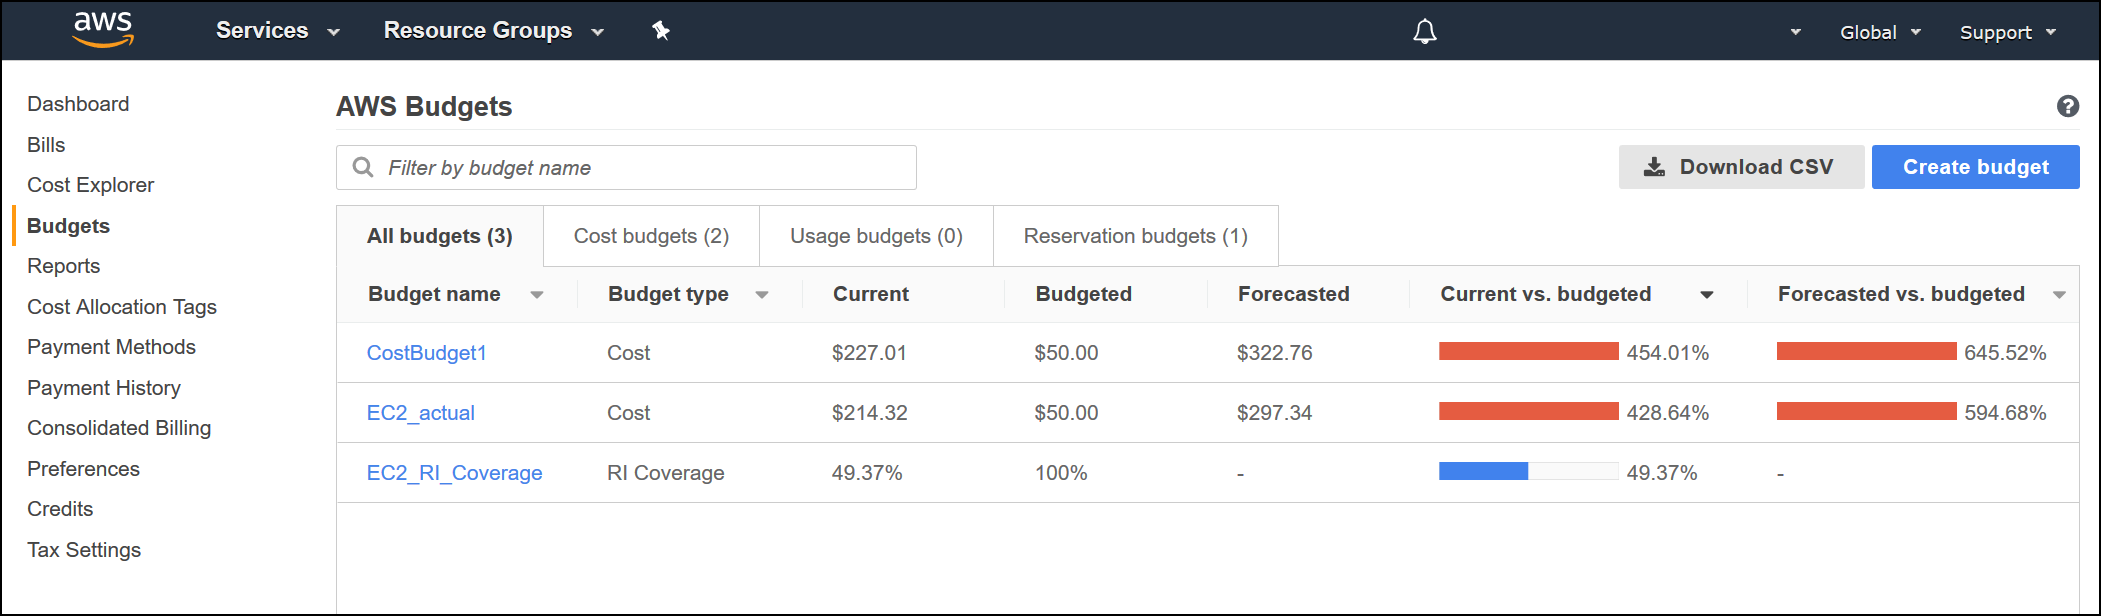 aws Services Resource Groups Global Support
Dashboard
Bills
Cost Explorer
Budgets
Reports
Cost Allocation Tags
Payment Methods
Payment History
Consolidated Billing
Preferences
Credits
Tax Settings
AWS Budgets ?
Filter by budget name Download CSV Create budget
All budgets (3) Cost budgets (2) Usage budgets (0) Reservation budgets (1)
Budget name Budget type Current Budgeted Forecasted Current vs. budgeted Forecasted vs. budgeted
CostBudget1 Cost $227.01 $50.00 $322.76 454.01% 645.52%
EC2_actual Cost $214.32 $50.00 $297.34 428.64% 594.68%
EC2_RI_Coverage RI Coverage 49.37% 100% - 49.37% -